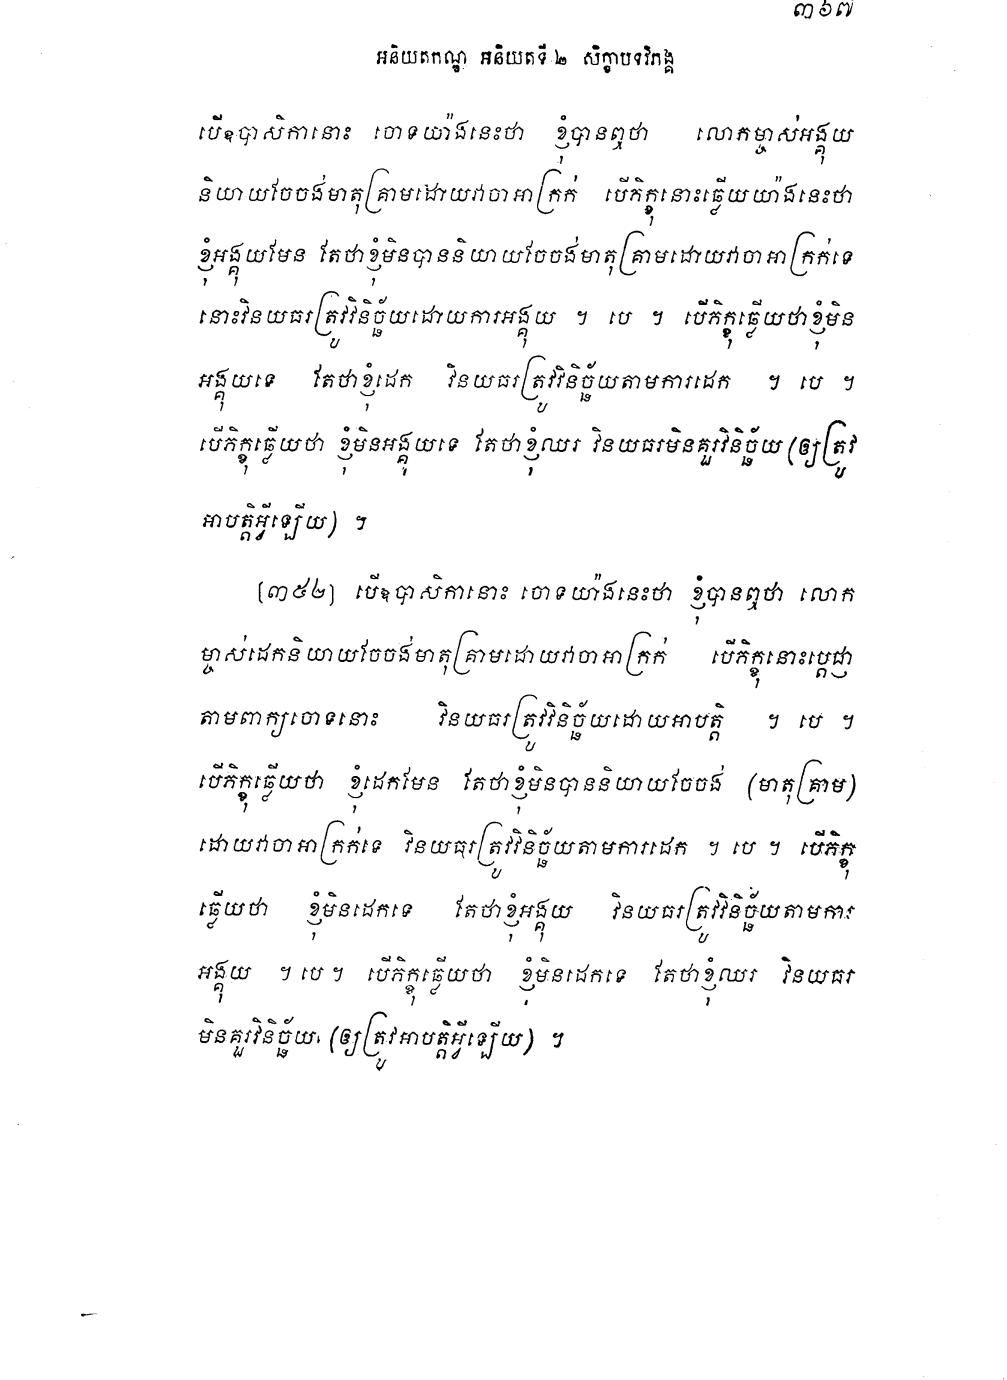 ៣៦៧
អនិយតកណ្ឌ អនិយតទី ២ សិក្ខាបទវិភង្គ
បើឧបាសិកានោះ ចោទយ៉ាងនេះថា ខ្ញុំបានឮថា លោកម្ចាស់អង្គុយ
និយាយចែចង់មាតុគ្រាមដោយវាចាអាក្រក់ បើភិក្ខុនោះឆ្លើយយ៉ាងនេះថា
ខ្ញុំអង្គុយមែន តែថាខ្ញុំមិនបាននិយាយចែចង់មាតុគ្រាមដោយវាចាអាក្រក់ទេ
នោះវិនយធរត្រូវវិនិច្ឆ័យដោយការអង្គុយ ។ បេ ។ បើភិក្ខុឆ្លើយថាខ្ញុំមិន
អង្គុយទេ តែថាខ្ញុំដេក វិនយធរត្រូវវិនិច្ឆ័យតាមការដេក ។ បេ ។
បើភិក្ខុឆ្លើយថា ខ្ញុំមិនអង្គុយទេ តែថាខ្ញុំឈរ វិនយធរមិនគួរវិនិច្ឆ័យ (ឲ្យត្រូវ
អាបត្តិអ្វីឡើយ) ។
[៣៥២] បើឧបាសិកានោះ ចោទយ៉ាងនេះថា ខ្ញុំបានឮថា លោក
ម្ចាស់ដេកនិយាយចែចង់មាតុគ្រាមដោយវាចាអាក្រក់ បើភិក្ខុនោះប្តេជ្ញា
តាមពាក្យចោទនោះ វិនយធរត្រូវវិនិច្ឆ័យដោយអាបត្តិ ។ បេ ។
បើភិក្ខុឆ្លើយថា ខ្ញុំដេកមែន តែថាខ្ញុំមិនបាននិយាយចែចង់ (មាតុគ្រាម)
ដោយវាចាអាក្រក់ទេ វិនយធរត្រូវវិនិច្ឆ័យតាមការដេក ។ បេ ។ បើភិក្ខុ
ឆ្លើយថា ខ្ញុំមិនដេកទេ តែថាខ្ញុំអង្គុយ វិនយធរត្រូវវិនិច្ឆ័យតាមការ
អង្គុយ ។ បេ ។ បើភិក្ខុឆ្លើយថា ខ្ញុំមិនដេកទេ តែថាខ្ញុំឈរ វិនយធរ
មិនគួរវិនិច្ឆ័យ (ឲ្យត្រូវអាបត្តិអ្វីឡើយ) ។